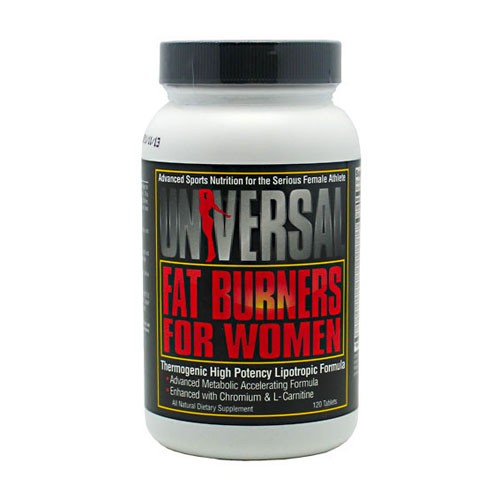 Advanced Sports Nutrition for the Serious Female Athlete
UNIVERSAL
FAT BURNERS
FOR WOMEN
Thermogenic High Potency Lipotropic Formula
• Advanced Metabolic Accelerating Formula
• Enhanced with Chromium & L-Carnitine
All Natural Dietary Supplement
120 Tablets